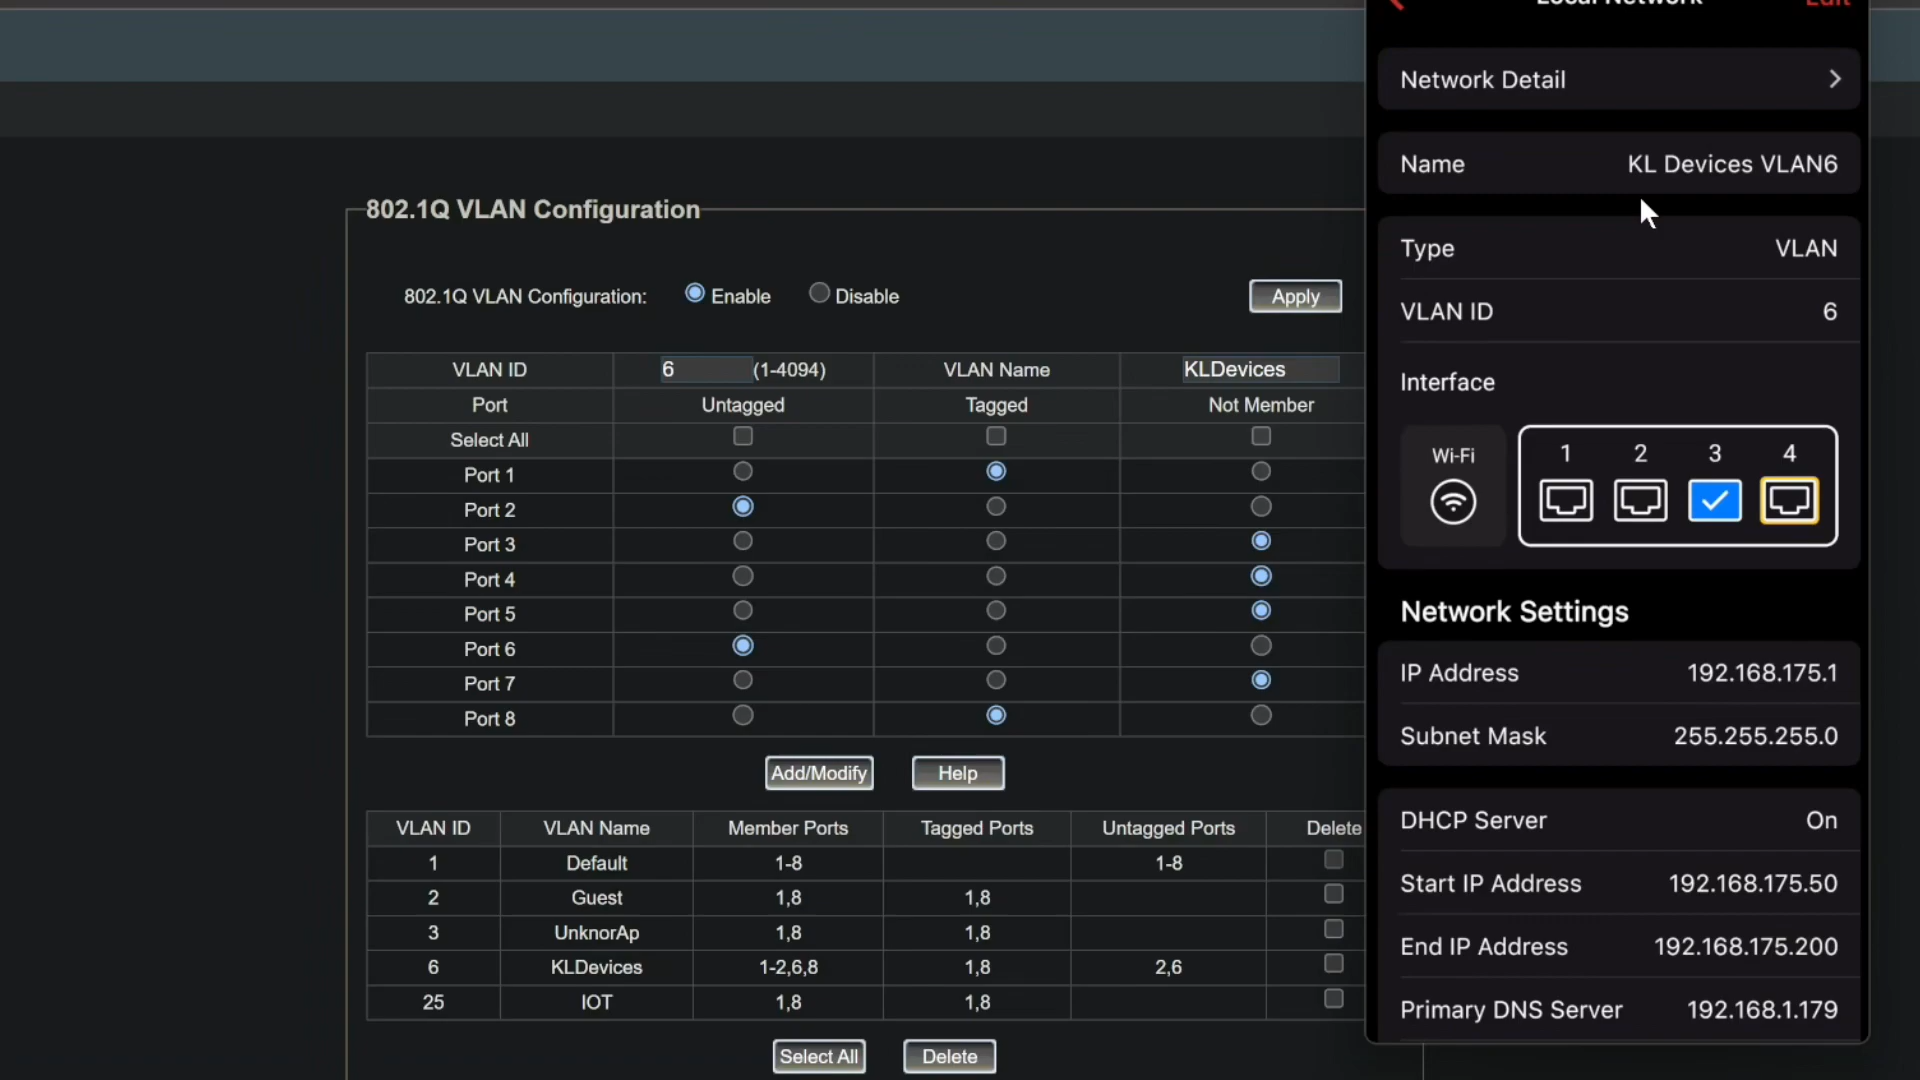 802.1Q VLAN Configuration
802.1Q VLAN Configuration: Enable Disable Apply
VLAN ID 6 (1-4094) VLAN Name KLDevices
Port Untagged Tagged Not Member
Select All
Port 1
Port 2
Port 3
Port 4
Port 5
Port 6
Port 7
Port 8
Add/Modify Help
VLAN ID VLAN Name Member Ports Tagged Ports Untagged Ports Delete
1 Default 1-8 1-8
2 Guest 1,8 1,8
3 UnknorAp 1,8 1,8
6 KLDevices 1-2,6,8 1,8 2,6
25 IOT 1,8 1,8
Select All Delete
Local Network Edit
Network Detail
Name KL Devices VLAN6
Type VLAN
VLAN ID 6
Interface
Wi-Fi 1 2 3 4
Network Settings
IP Address 192.168.175.1
Subnet Mask 255.255.255.0
DHCP Server On
Start IP Address 192.168.175.50
End IP Address 192.168.175.200
Primary DNS Server 192.168.1.179